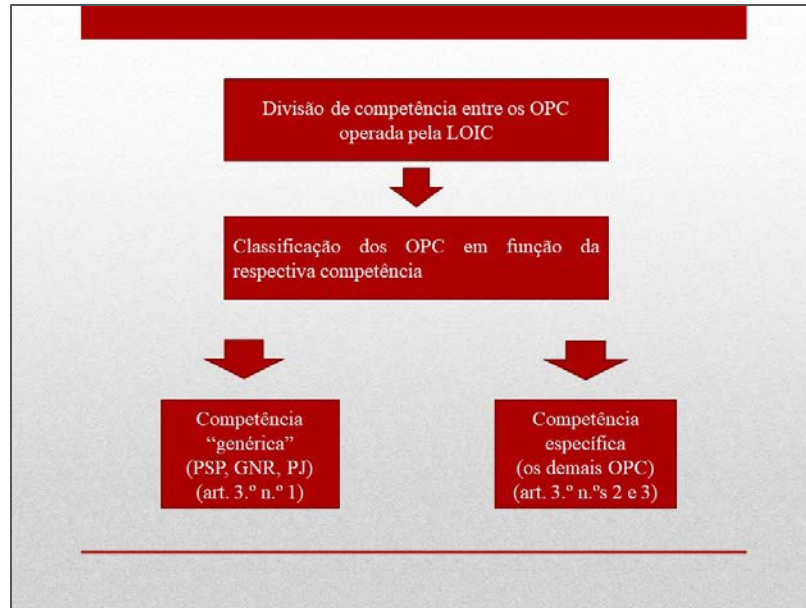 Divisão de competência entre os OPC
operada pela LOIC
Classificação dos OPC em função da
respectiva competência
Competência
“genérica”
(PSP, GNR, PJ)
(art. 3.º n.º 1)
Competência
específica
(os demais OPC)
(art. 3.º n.ºs 2 e 3)